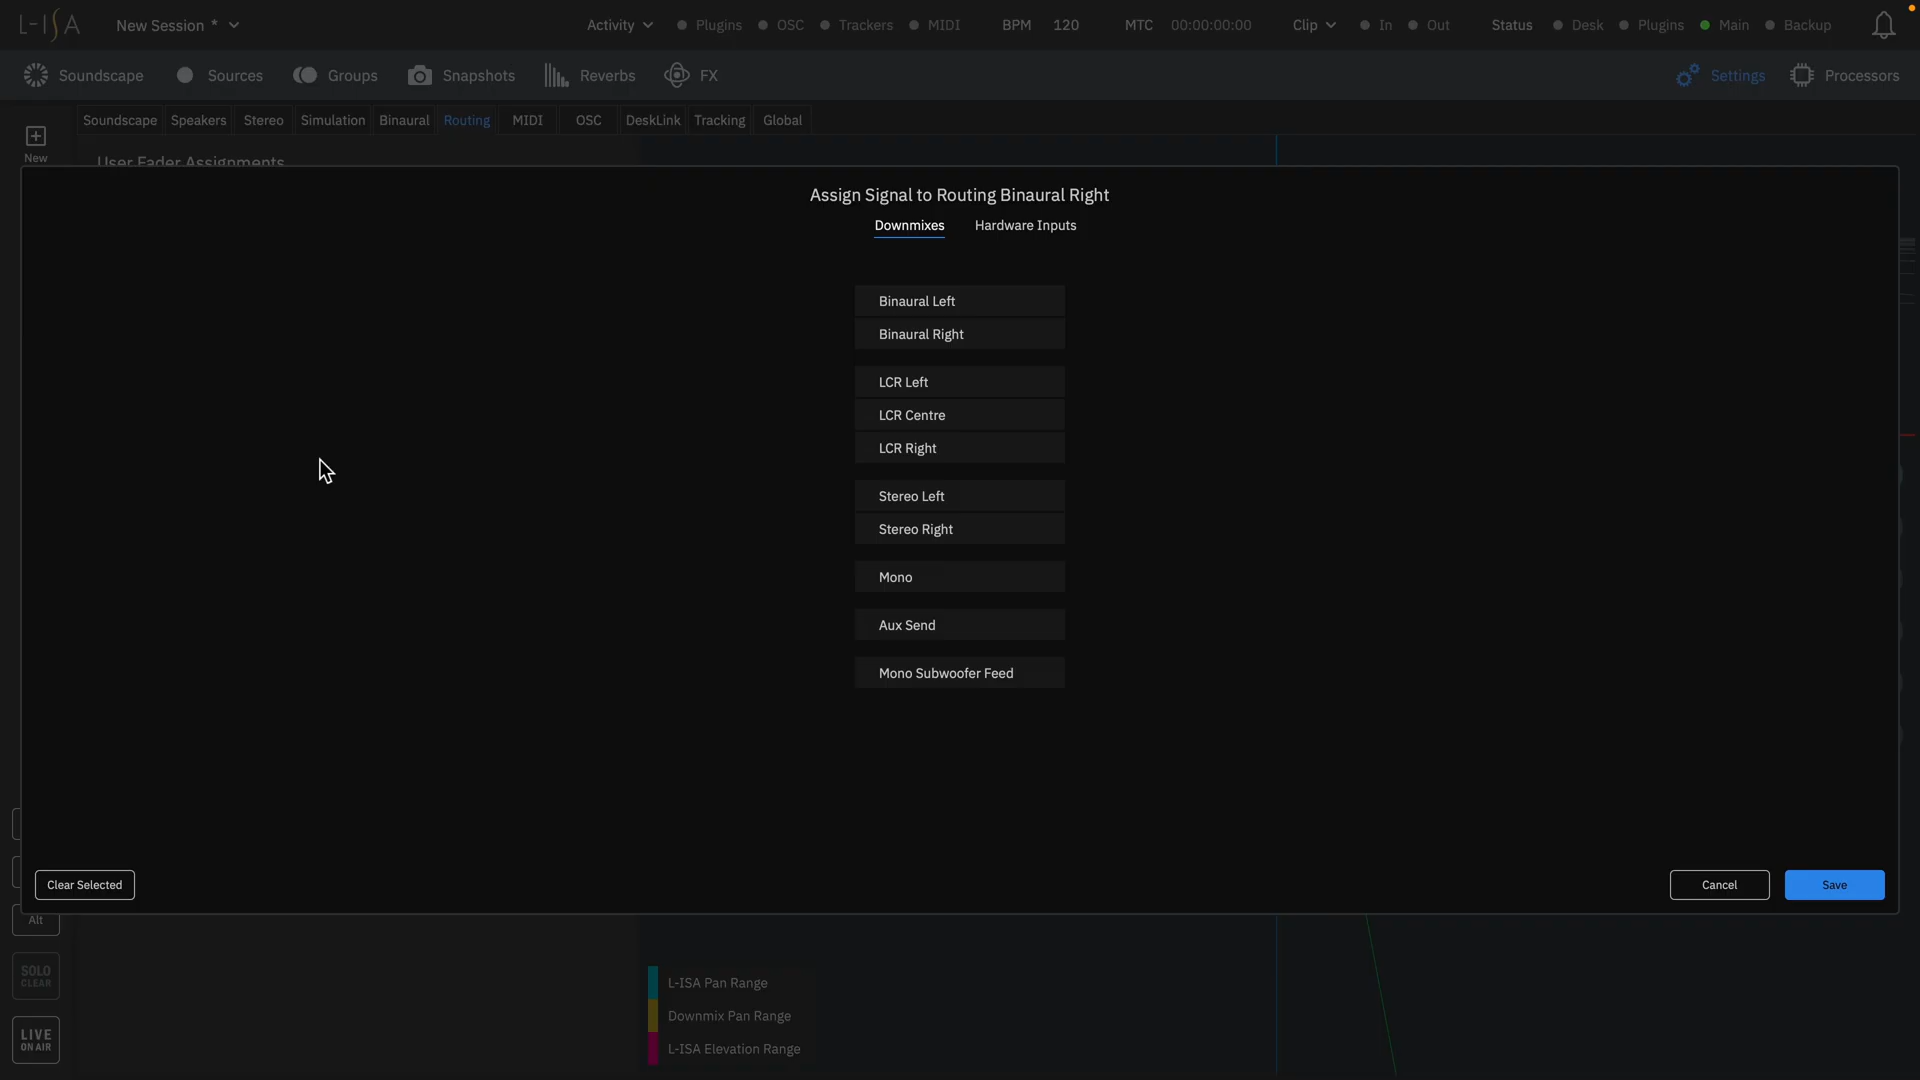 L-ISA
New Session *
Activity
Plugins
OSC
Trackers
MIDI
BPM
120
MTC
00:00:00:00
Clip
In
Out
Status
Desk
Plugins
Main
Backup
Soundscape
Sources
Groups
Snapshots
Reverbs
FX
Settings
Processors
New
Soundscape
Speakers
Stereo
Simulation
Binaural
Routing
MIDI
OSC
DeskLink
Tracking
Global
User Fader Assignments
Assign Signal to Routing Binaural Right
Downmixes
Hardware Inputs
Binaural Left
Binaural Right
LCR Left
LCR Centre
LCR Right
Stereo Left
Stereo Right
Mono
Aux Send
Mono Subwoofer Feed
Clear Selected
Cancel
Save
Alt
SOLO
CLEAR
LIVE
ON AIR
L-ISA Pan Range
Downmix Pan Range
L-ISA Elevation Range